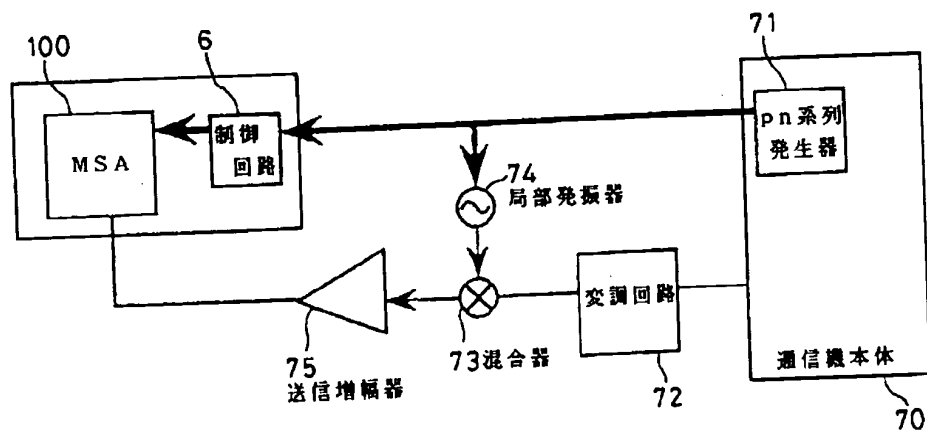 100
6
71
MSA
制御
回路
pn系列
発生器
74
局部発振器
変調回路
75
送信増幅器
73混合器
72
通信機本体
70